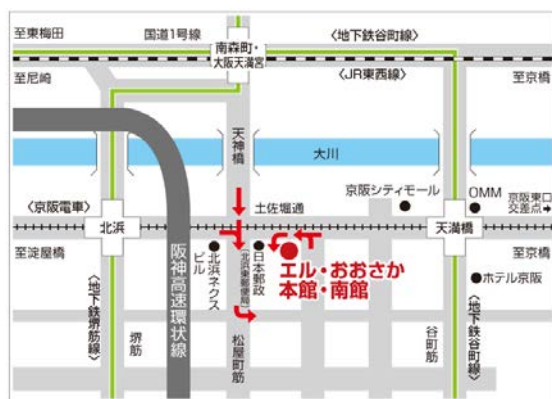 至東梅田
国道1号線
南森町・
大阪天満宮
〈地下鉄谷町線〉
至尼崎
〈JR東西線〉
至京橋
天神橋
大川
京阪シティモール
OMM
京阪東口
交差点➡
〈京阪電車〉
土佐堀通
北浜
天満橋
至淀屋橋
至京橋
阪神高速環状線
北浜ネクス
ビル
日本郵政
(北浜東郵便局)
エル・おおさか
本館・南館
ホテル京阪
〈地下鉄堺筋線〉
堺筋
松屋町筋
谷町筋
〈地下鉄谷町線〉